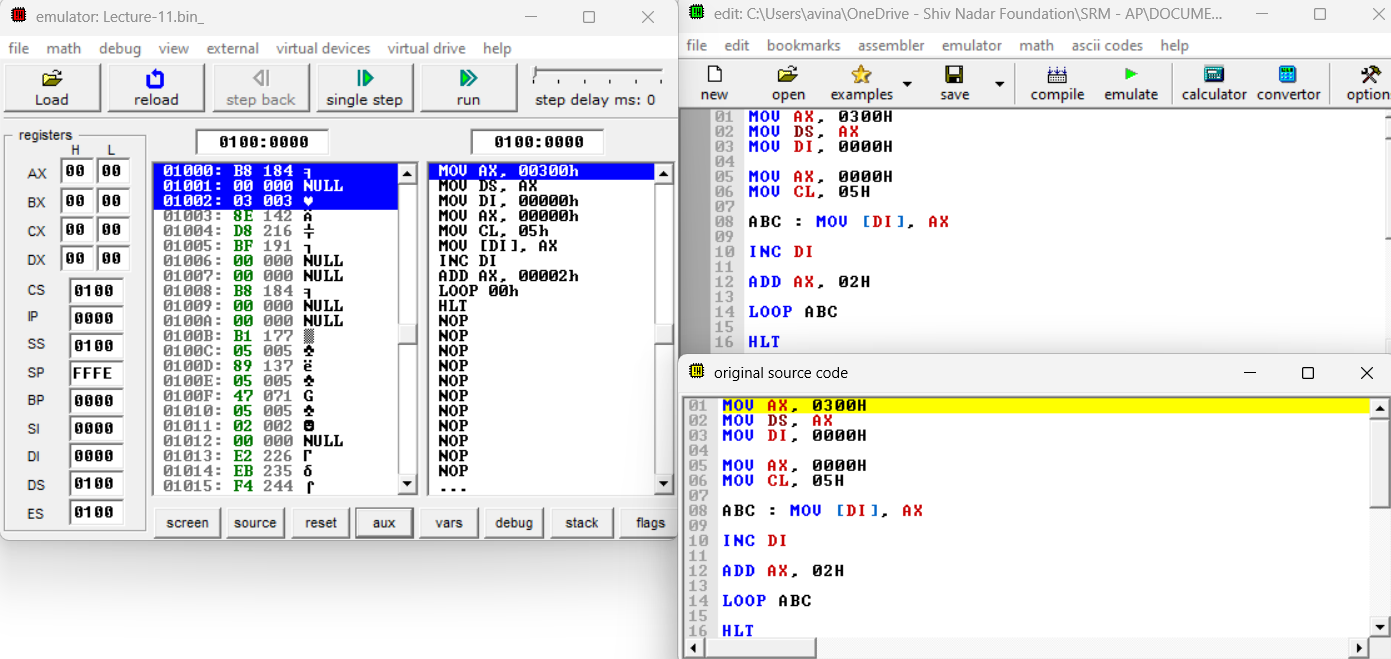 emulator: Lecture-11.bin_
file math debug view external virtual devices virtual drive help
Load reload step back single step run step delay ms: 0
registers
H L
AX 00 00
BX 00 00
CX 00 00
DX 00 00
CS 0100
IP 0000
SS 0100
SP FFFE
BP 0000
SI 0000
DI 0000
DS 0100
ES 0100
0100:0000
01000: B8 184 ╕
01001: 00 000 NULL
01002: 03 003 ♥
01003: 8E 142 Ä
01004: D8 216 ╪
01005: BF 191 ┐
01006: 00 000 NULL
01007: 00 000 NULL
01008: B8 184 ╕
01009: 00 000 NULL
0100A: 00 000 NULL
0100B: B1 177 ▒
0100C: 05 005 ♣
0100D: 89 137 ë
0100E: 05 005 ♣
0100F: 47 071 G
01010: 05 005 ♣
01011: 02 002 ☻
01012: 00 000 NULL
01013: E2 226 Γ
01014: EB 235 δ
01015: F4 244 ⌠
0100:0000
MOV AX, 00300h
MOV DS, AX
MOV DI, 00000h
MOV AX, 00000h
MOV CL, 05h
MOV [DI], AX
INC DI
ADD AX, 00002h
LOOP 00h
HLT
NOP
NOP
NOP
NOP
NOP
NOP
NOP
NOP
NOP
NOP
NOP
...
screen source reset aux vars debug stack flags
edit: C:\Users\avina\OneDrive - Shiv Nadar Foundation\SRM - AP\DOCUME...
file edit bookmarks assembler emulator math ascii codes help
new open examples save compile emulate calculator convertor option
01 MOV AX, 0300H
02 MOV DS, AX
03 MOV DI, 0000H
04
05 MOV AX, 0000H
06 MOV CL, 05H
07
08 ABC : MOV [DI], AX
09
10 INC DI
11
12 ADD AX, 02H
13
14 LOOP ABC
15
16 HLT
original source code
01 MOV AX, 0300H
02 MOV DS, AX
03 MOV DI, 0000H
04
05 MOV AX, 0000H
06 MOV CL, 05H
07
08 ABC : MOV [DI], AX
09
10 INC DI
11
12 ADD AX, 02H
13
14 LOOP ABC
15
16 HLT